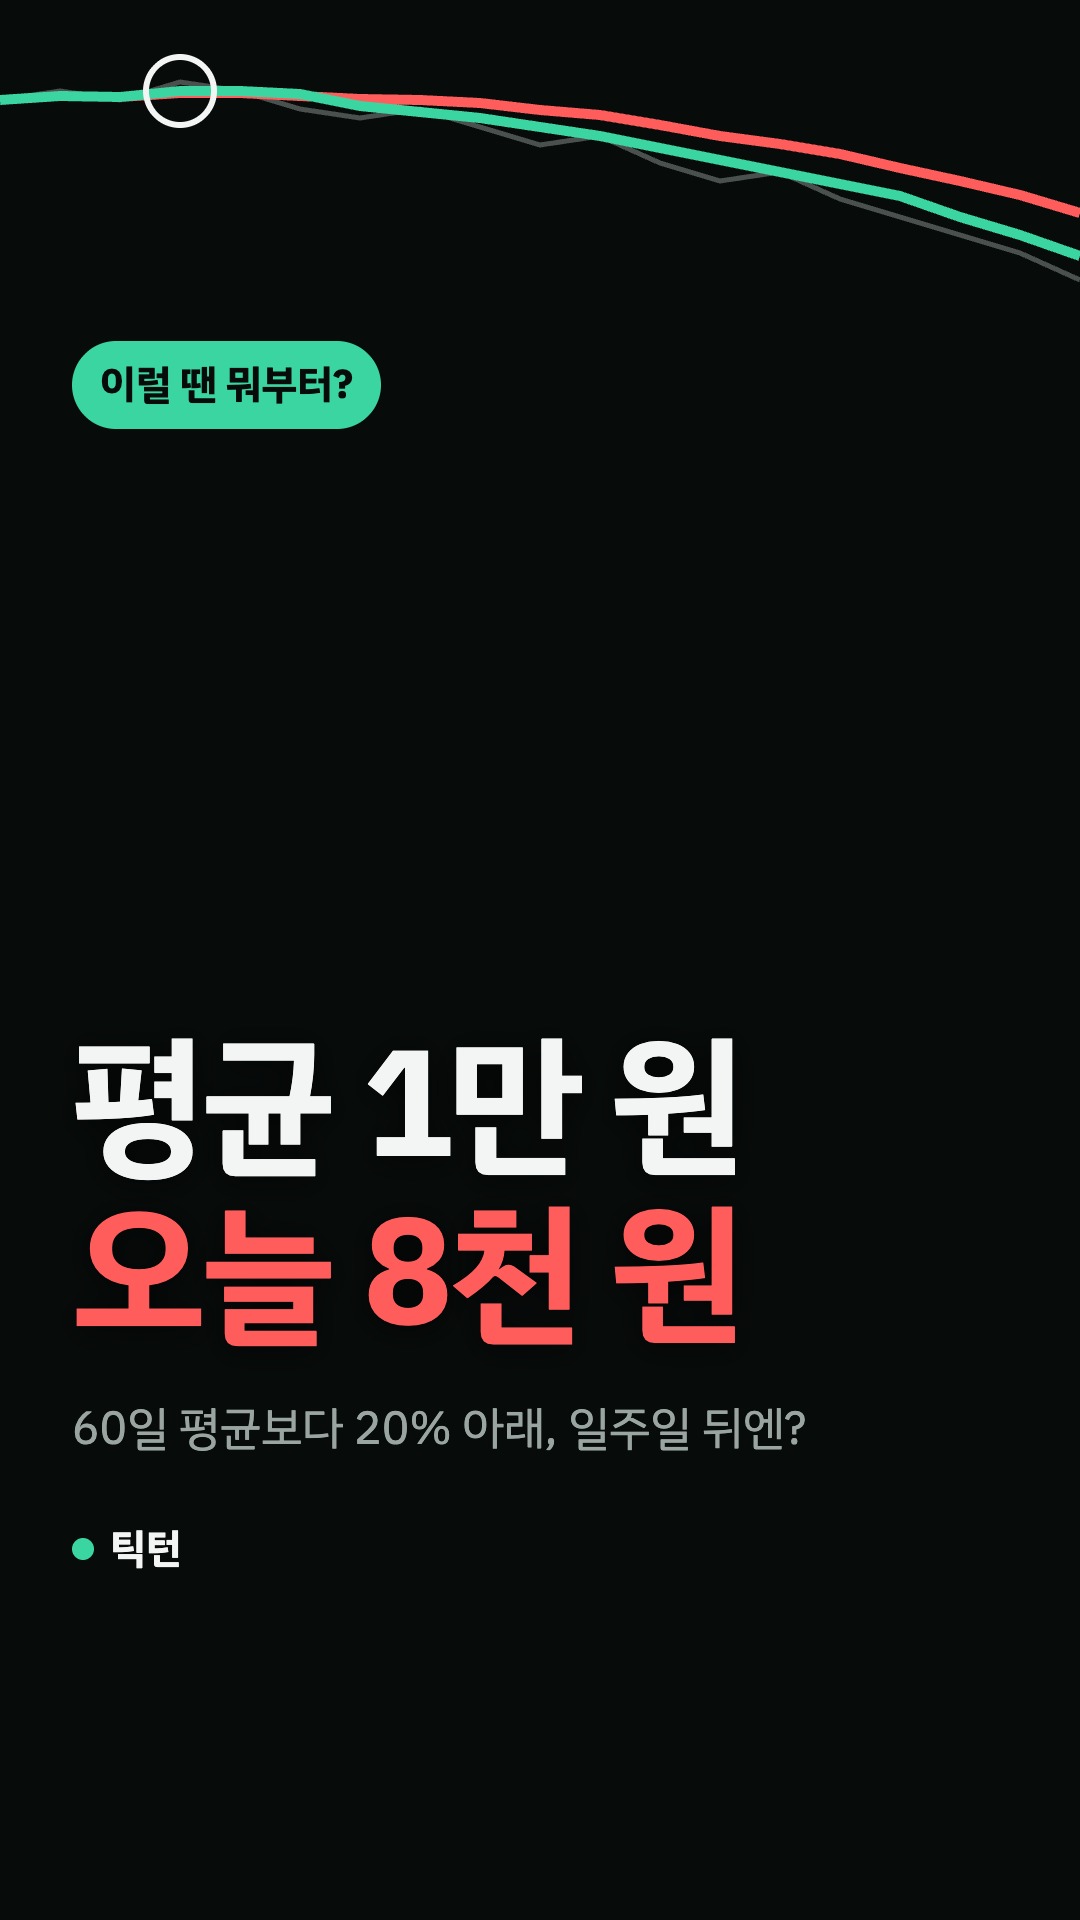 이럴 땐 뭐부터?
평균 1만 원
오늘 8천 원
60일 평균보다 20% 아래, 일주일 뒤엔?
틱턴